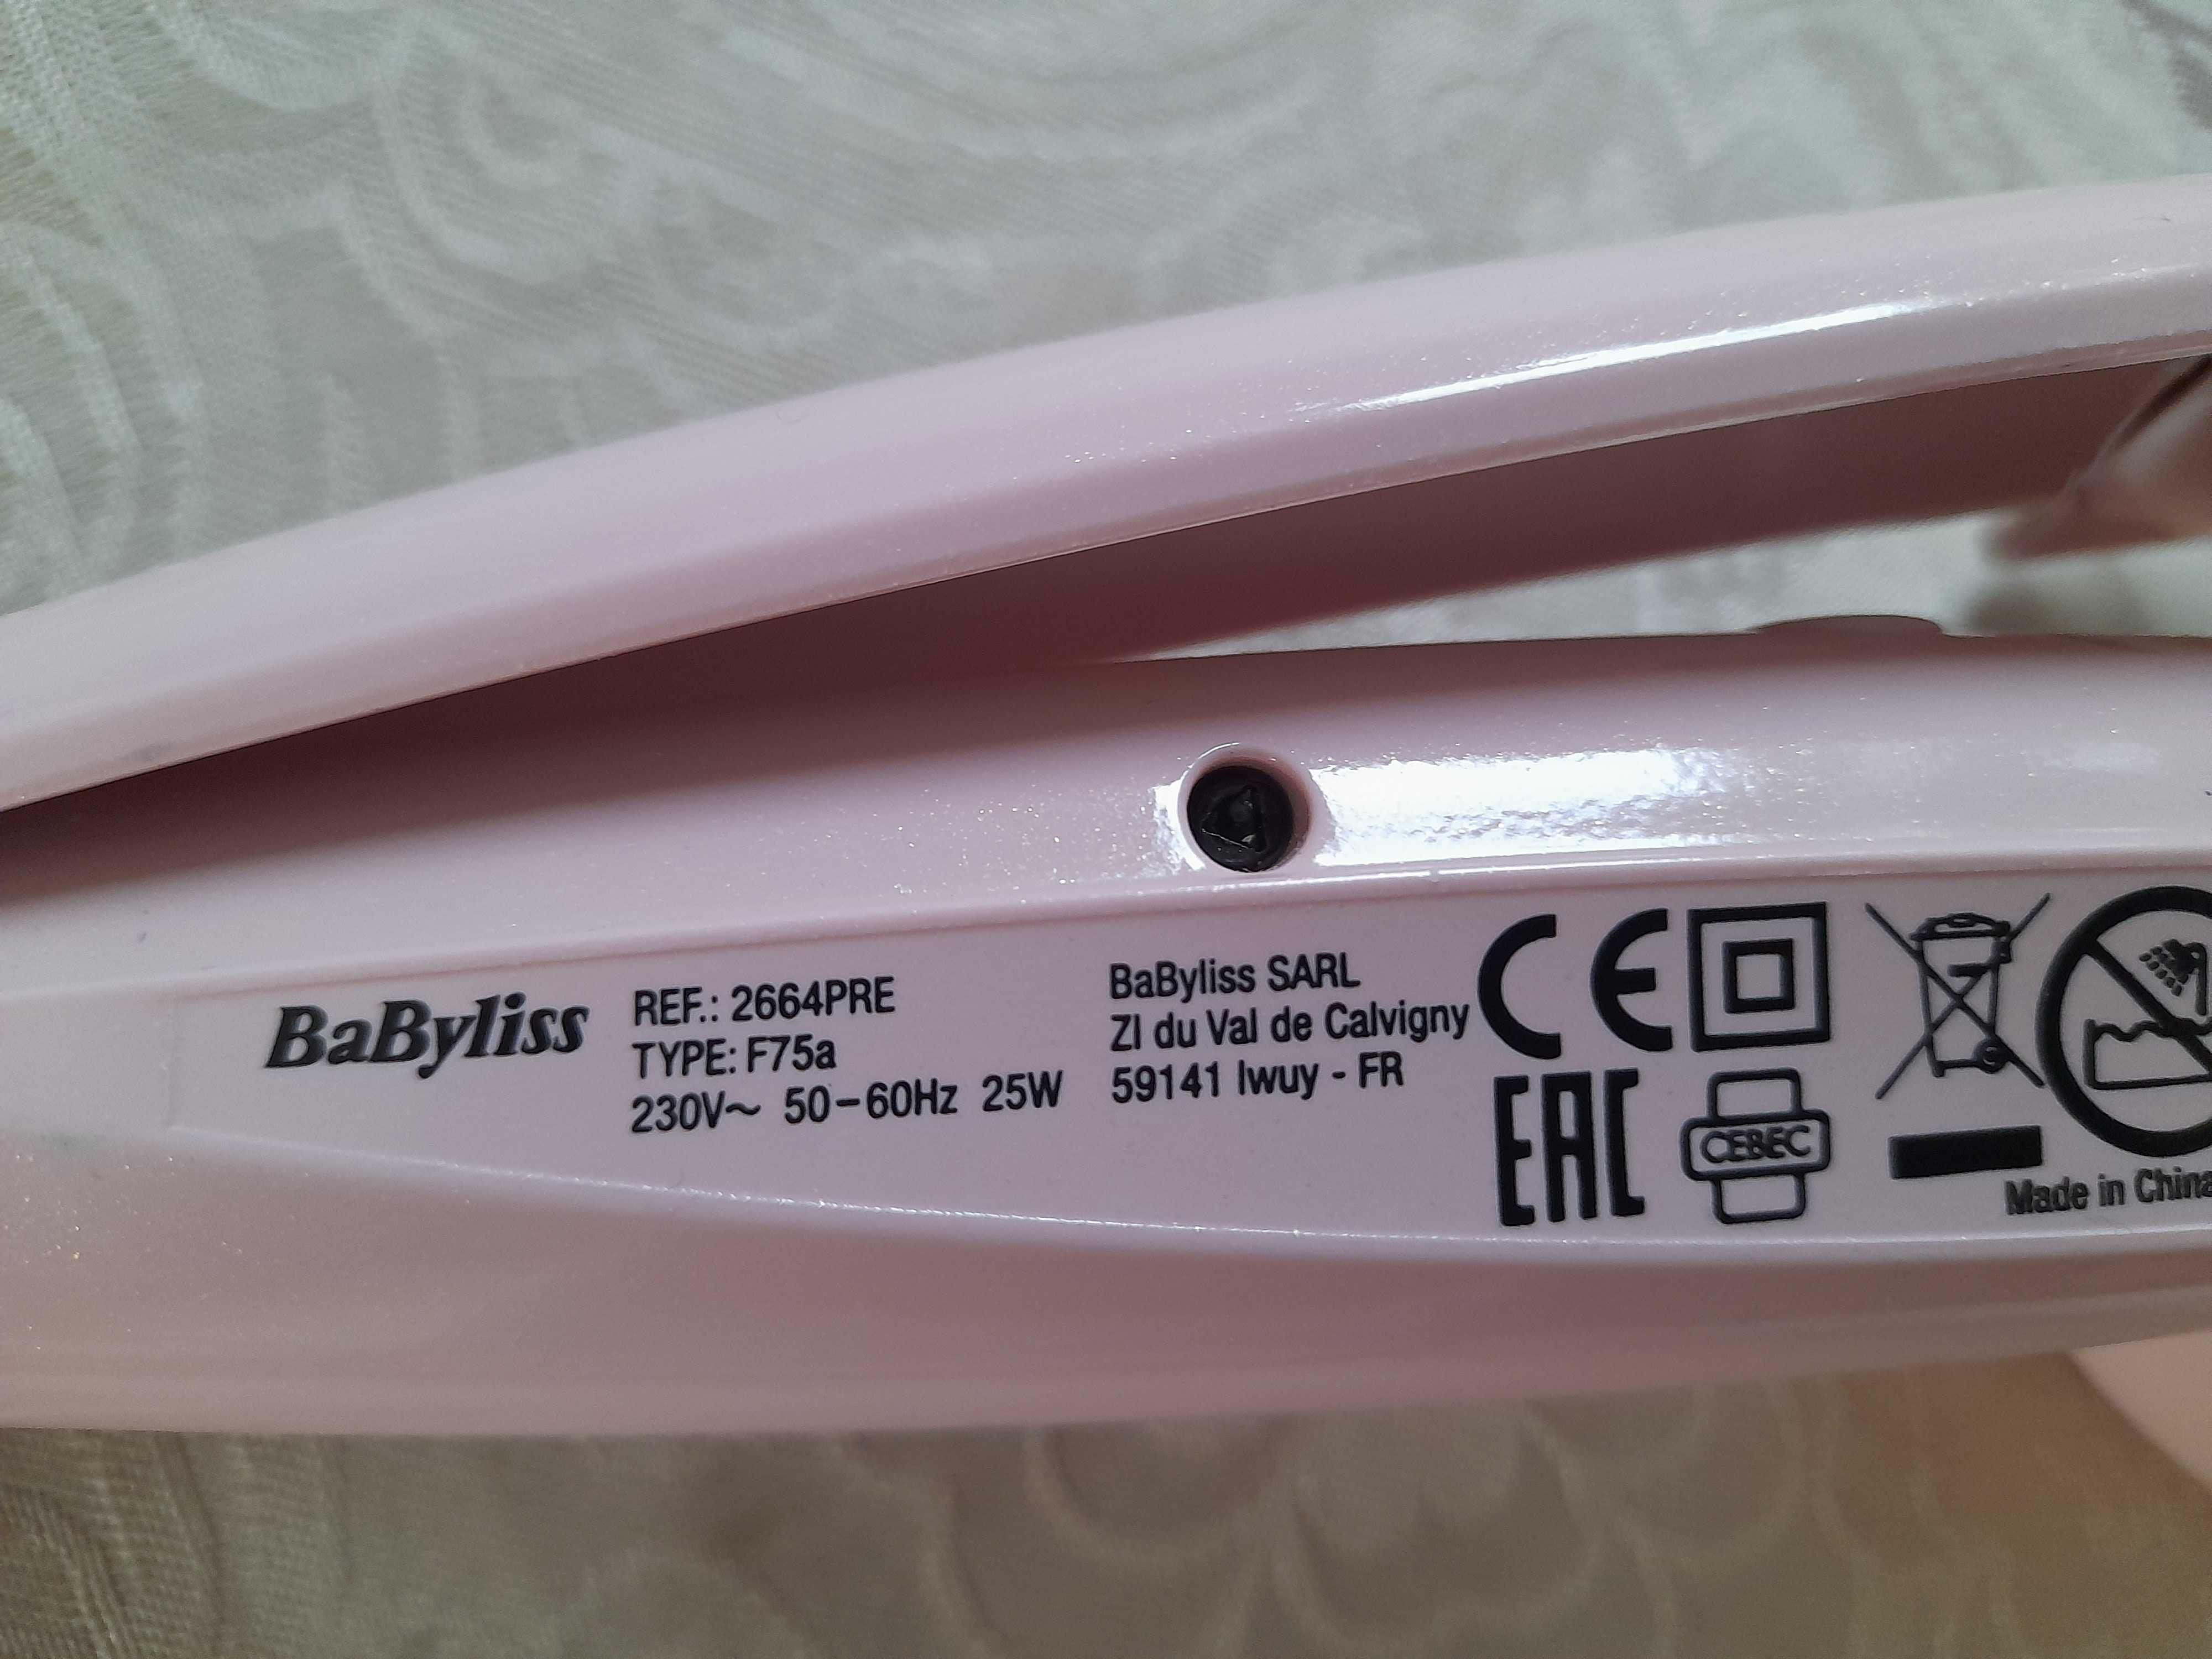 BaByliss
REF.: 2664PRE
TYPE: F75a
230V~ 50-60Hz 25W
BaByliss SARL
ZI du Val de Calvigny
59141 Iwuy - FR
CE
EAC
CEBEC
Made in China